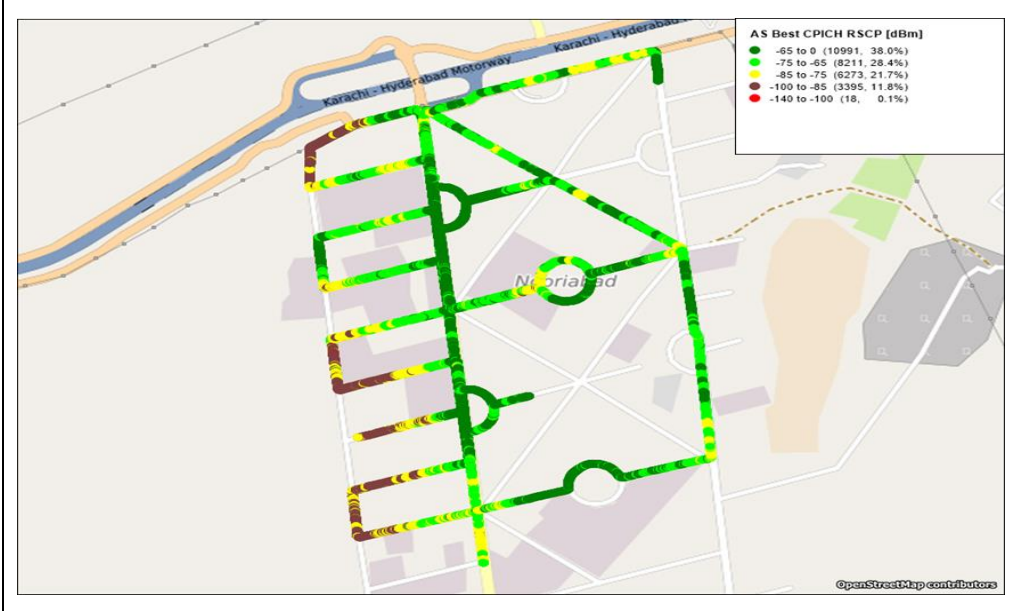 Karachi - Hyderabad
AS Best CPICH RSCP [dBm]
-65 to 0 (10991, 38.0%)
-75 to -65 (8211, 28.4%)
-85 to -75 (6273, 21.7%)
-100 to -85 (3395, 11.8%)
-140 to -100 (18, 0.1%)
Karachi - Hyderabad Motorway
Nooriabad
OpenStreetMap contributors